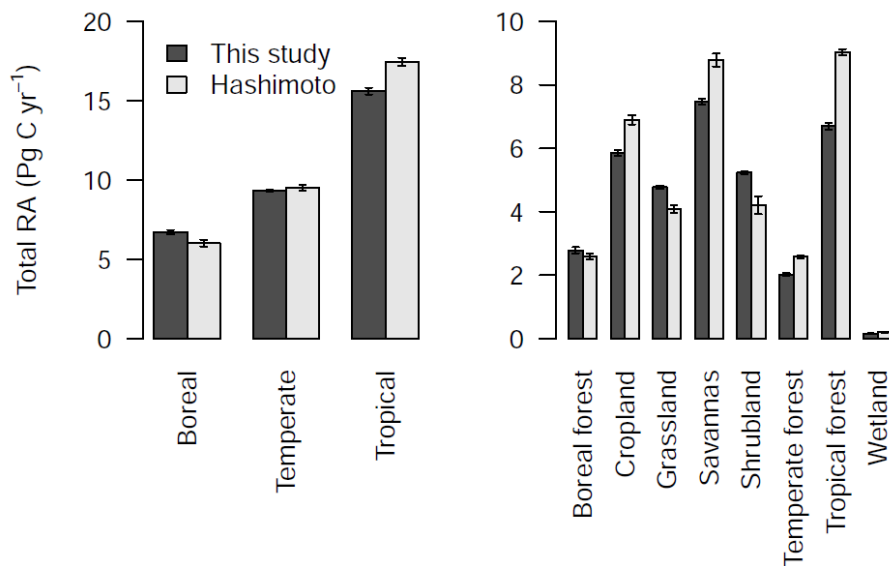 Total RA (Pg C yr⁻¹)
20
15
10
5
0
This study
Hashimoto
Boreal
Temperate
Tropical
10
8
6
4
2
0
Boreal forest
Cropland
Grassland
Savannas
Shrubland
Temperate forest
Tropical forest
Wetland